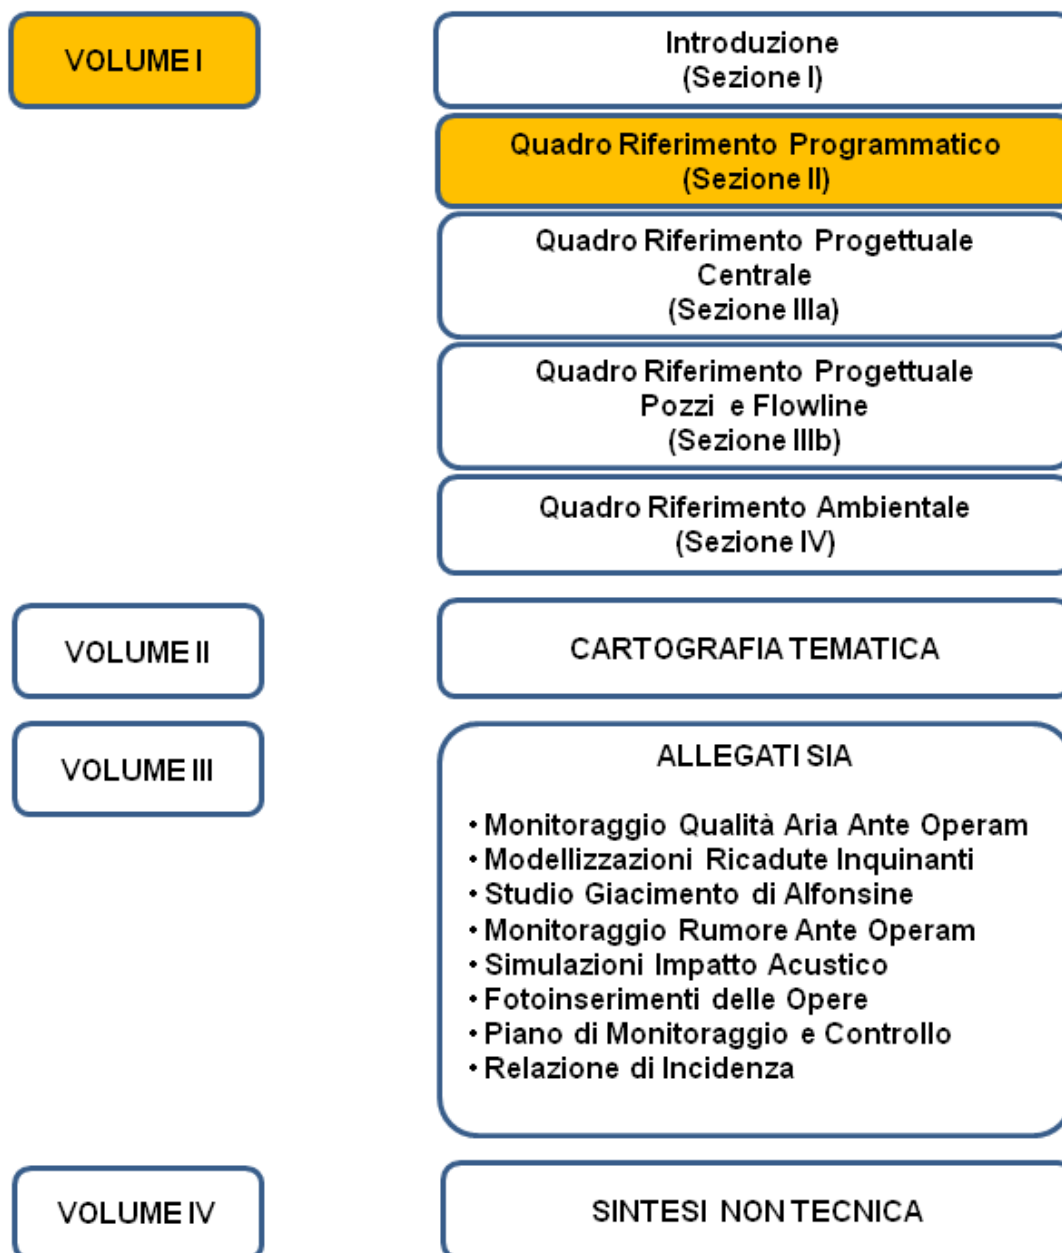 VOLUME I
Introduzione
(Sezione I)
Quadro Riferimento Programmatico
(Sezione II)
Quadro Riferimento Progettuale
Centrale
(Sezione IIIa)
Quadro Riferimento Progettuale
Pozzi e Flowline
(Sezione IIIb)
Quadro Riferimento Ambientale
(Sezione IV)
VOLUME II
CARTOGRAFIA TEMATICA
VOLUME III
ALLEGATI SIA
• Monitoraggio Qualità Aria Ante Operam
• Modellizzazioni Ricadute Inquinanti
• Studio Giacimento di Alfonsine
• Monitoraggio Rumore Ante Operam
• Simulazioni Impatto Acustico
• Fotoinserimenti delle Opere
• Piano di Monitoraggio e Controllo
• Relazione di Incidenza
VOLUME IV
SINTESI NON TECNICA